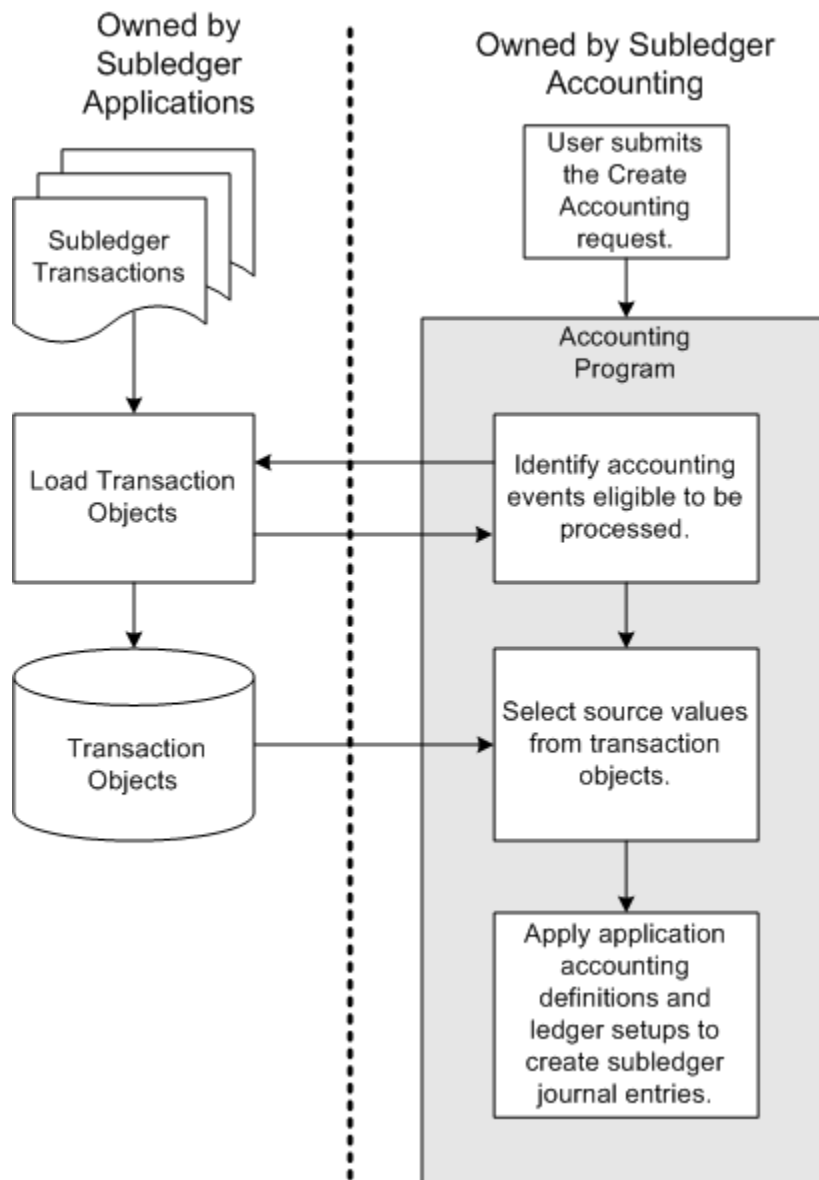 Owned by
Subledger
Applications
Owned by Subledger
Accounting
User submits
the Create
Accounting
request.
Subledger
Transactions
Accounting
Program
Load Transaction
Objects
Identify accounting
events eligible to be
processed.
Transaction
Objects
Select source values
from transaction
objects.
Apply application
accounting
definitions and
ledger setups to
create subledger
journal entries.